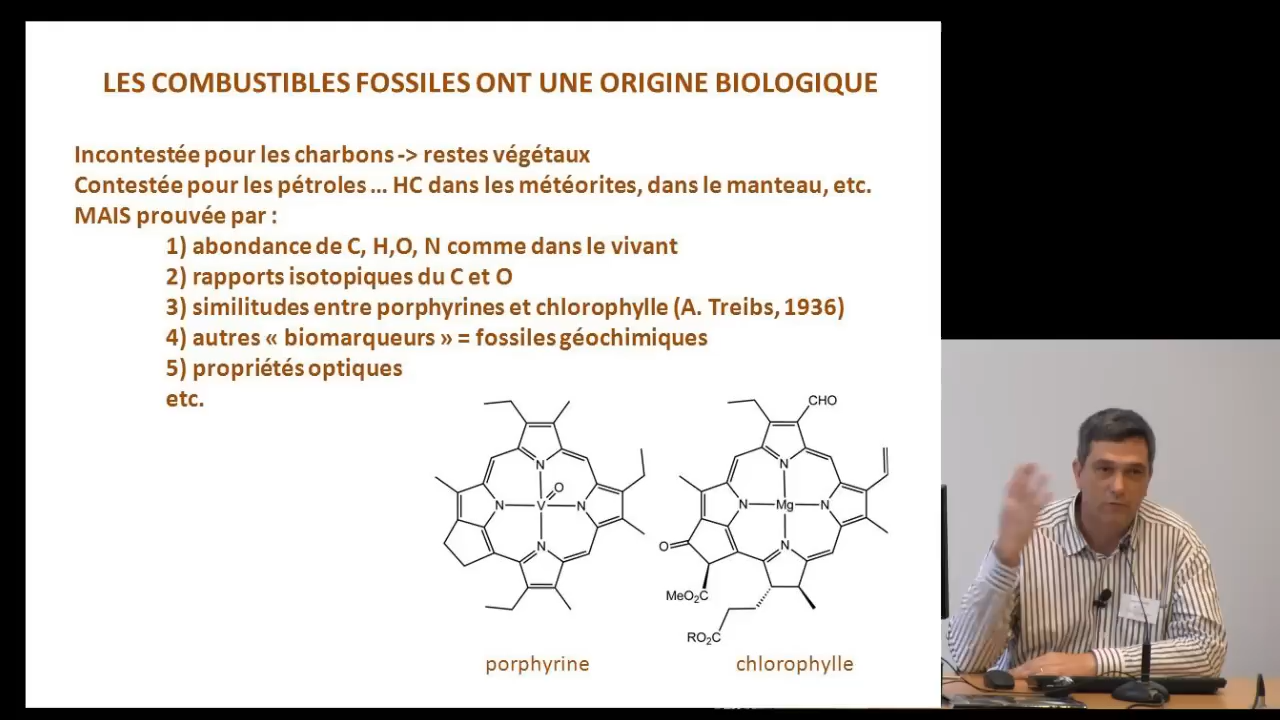 LES COMBUSTIBLES FOSSILES ONT UNE ORIGINE BIOLOGIQUE
Incontestée pour les charbons -> restes végétaux
Contestée pour les pétroles ... HC dans les météorites, dans le manteau, etc.
MAIS prouvée par :
1) abondance de C, H,O, N comme dans le vivant
2) rapports isotopiques du C et O
3) similitudes entre porphyrines et chlorophylle (A. Treibs, 1936)
4) autres « biomarqueurs » = fossiles géochimiques
5) propriétés optiques
etc.
CHO
N
N
O
N
V
N
N
Mg
N
N
N
O
MeO₂C
RO₂C
porphyrine
chlorophylle